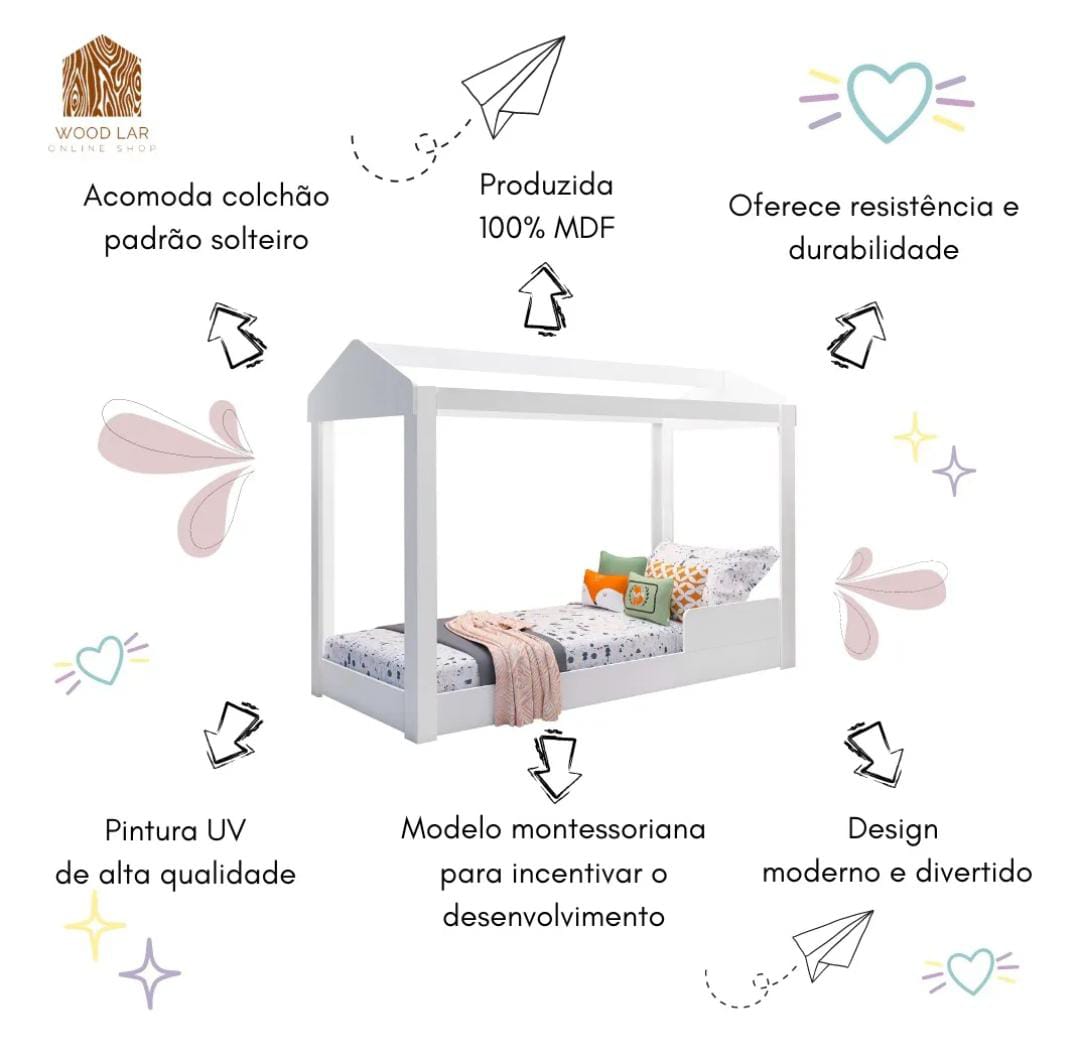 WOOD LAR
ONLINE SHOP
Acomoda colchão
padrão solteiro
Produzida
100% MDF
Oferece resistência e
durabilidade
Pintura UV
de alta qualidade
Modelo montessoriana
para incentivar o
desenvolvimento
Design
moderno e divertido